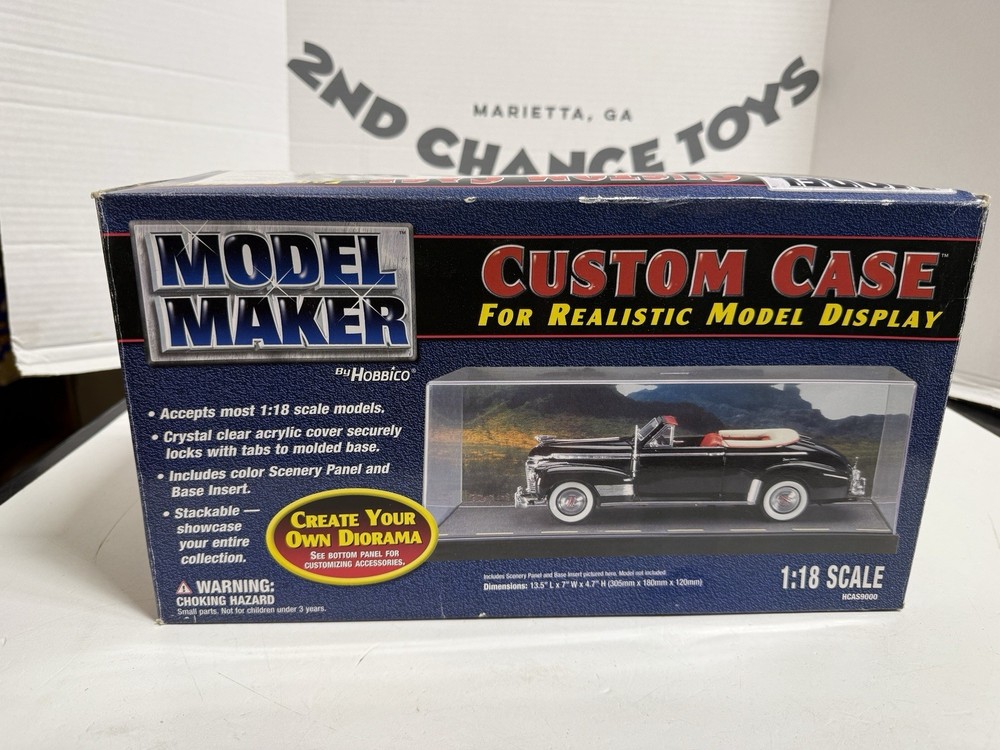 2ND CHANCE TOYS
MARIETTA, GA
CUSTOM CASE
MODEL
MODEL™
MAKER
By HOBBICO®
CUSTOM CASE™
FOR REALISTIC MODEL DISPLAY
• Accepts most 1:18 scale models.
• Crystal clear acrylic cover securely
locks with tabs to molded base.
• Includes color Scenery Panel and
Base Insert.
• Stackable —
showcase
your entire
collection.
CREATE YOUR
OWN DIORAMA
SEE BOTTOM PANEL FOR
CUSTOMIZING ACCESSORIES.
WARNING:
CHOKING HAZARD
Small parts. Not for children under 3 years.
Includes Scenery Panel and Base Insert pictured here. Model not included.
Dimensions: 13.5" L x 7" W x 4.7" H (305mm x 180mm x 120mm)
1:18 SCALE
HCAS9000